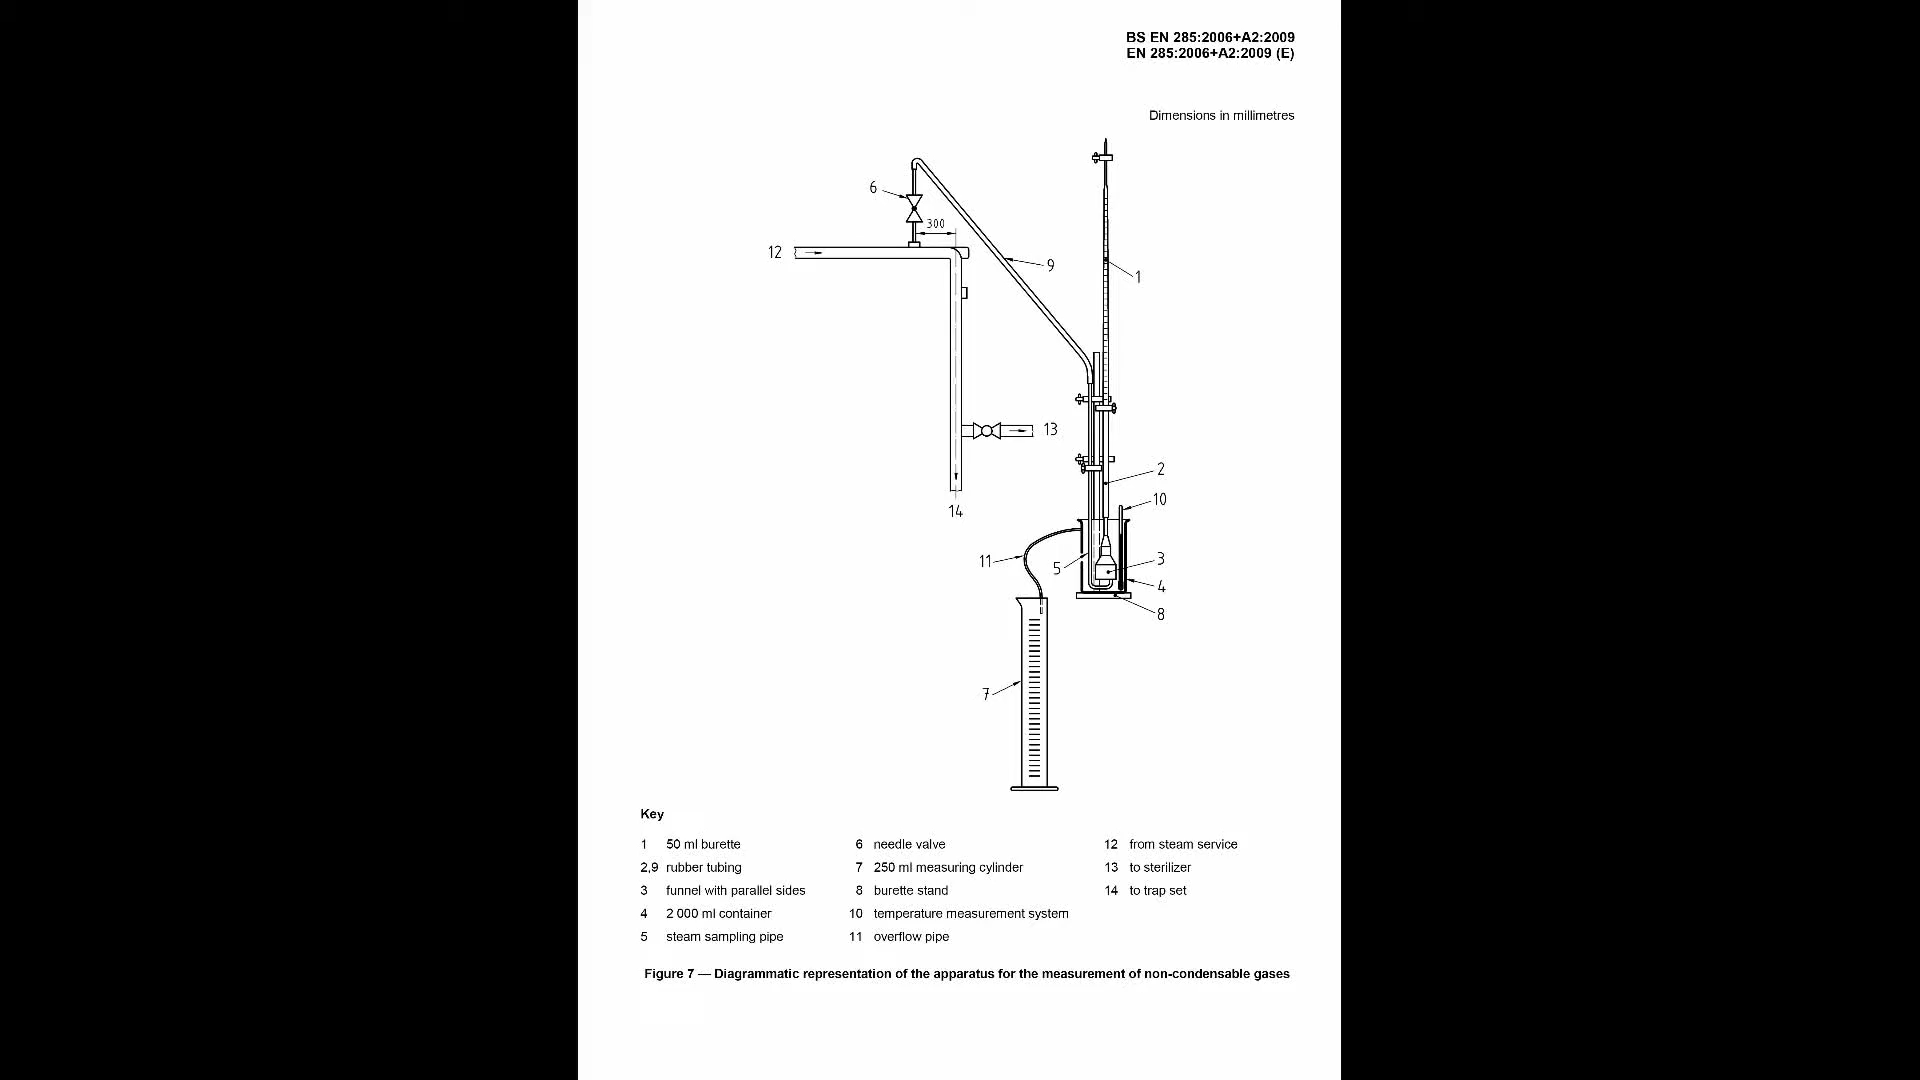 BS EN 285:2006+A2:2009
EN 285:2006+A2:2009 (E)
Dimensions in millimetres
6
300
12
9
1
13
2
14
10
11
5
3
4
8
7
Key
1 50 ml burette
2,9 rubber tubing
3 funnel with parallel sides
4 2 000 ml container
5 steam sampling pipe
6 needle valve
7 250 ml measuring cylinder
8 burette stand
10 temperature measurement system
11 overflow pipe
12 from steam service
13 to sterilizer
14 to trap set
Figure 7 — Diagrammatic representation of the apparatus for the measurement of non-condensable gases